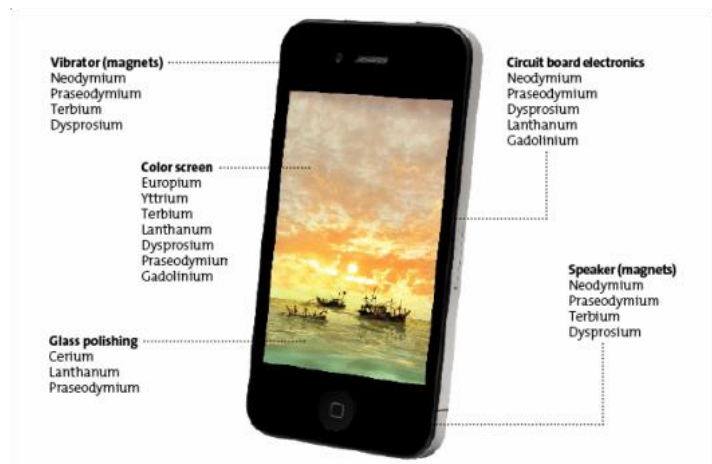 Vibrator (magnets)
Neodymium
Praseodymium
Terbium
Dysprosium
Circuit board electronics
Neodymium
Praseodymium
Dysprosium
Lanthanum
Gadolinium
Color screen
Europium
Yttrium
Terbium
Lanthanum
Dysprosium
Praseodymiun
Gadolinium
Speaker (magnets)
Neodymium
Praseodymium
Terbium
Dysprosium
Glass polishing
Cerium
Lanthanum
Praseodymium